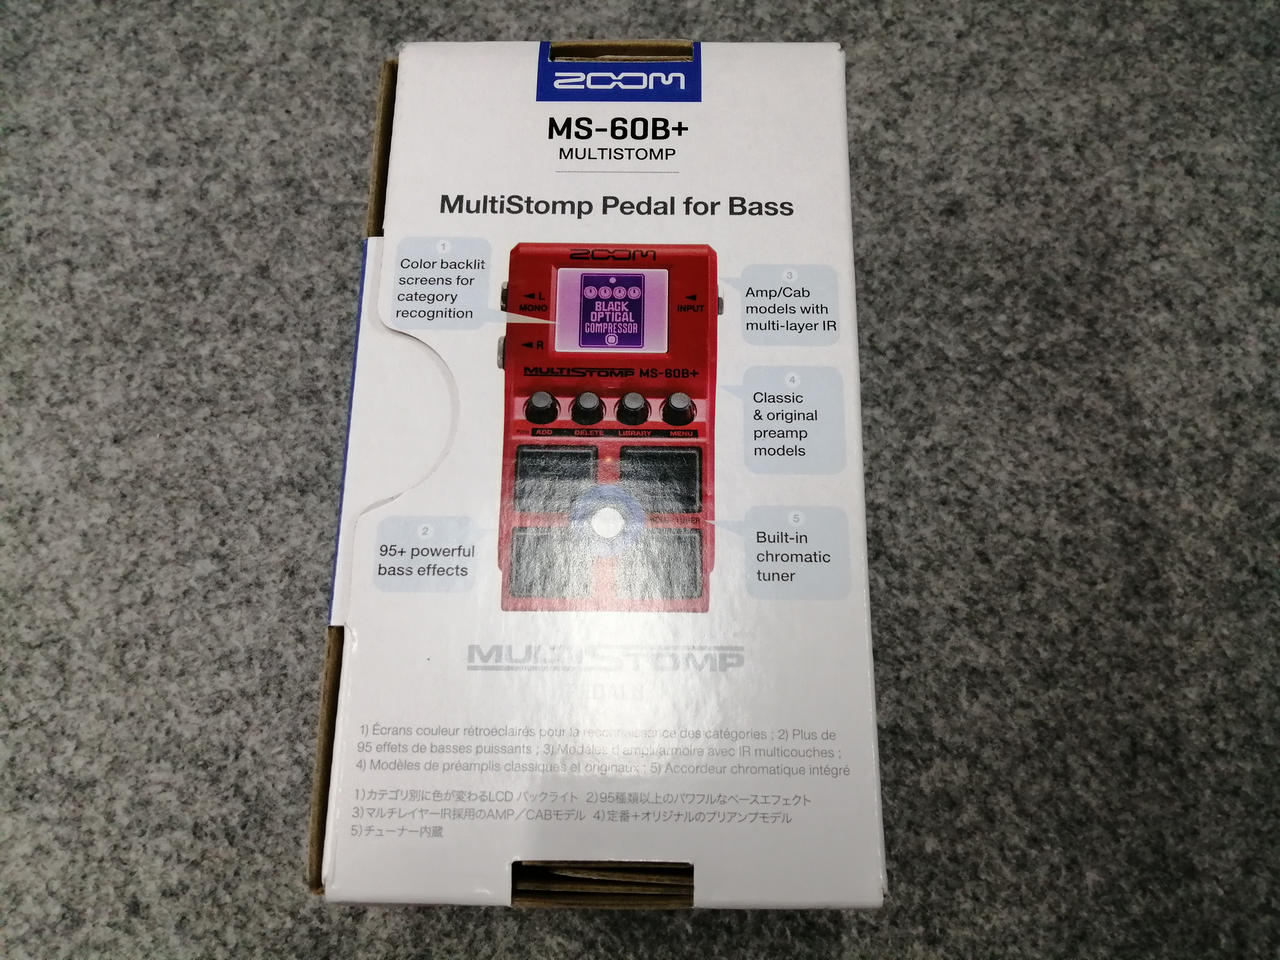 ZOOM
MS-60B+
MULTISTOMP
MultiStomp Pedal for Bass
1
Color backlit
screens for
category
recognition
2
95+ powerful
bass effects
ZOOM
L
MONO
R
INPUT
BLACK
OPTICAL
COMPRESSOR
MULTISTOMP MS-60B+
ADD DELETE LIBRARY MENU
3
Amp/Cab
models with
multi-layer IR
4
Classic
& original
preamp
models
5
Built-in
chromatic
tuner
MULTISTOMP
PEDALS
1) Écrans couleur rétroéclairés pour la reconnaissance des catégories ; 2) Plus de
95 effets de basses puissants ; 3) Modèles d'ampli/armoire avec IR multicouches ;
4) Modèles de préamplis classiques et originaux ; 5) Accordeur chromatique intégré
1)カテゴリ別に色が変わるLCD バックライト 2)95種類以上のパワフルなベースエフェクト
3)マルチレイヤーIR採用のAMP/CABモデル 4)定番+オリジナルのプリアンプモデル
5)チューナー内蔵